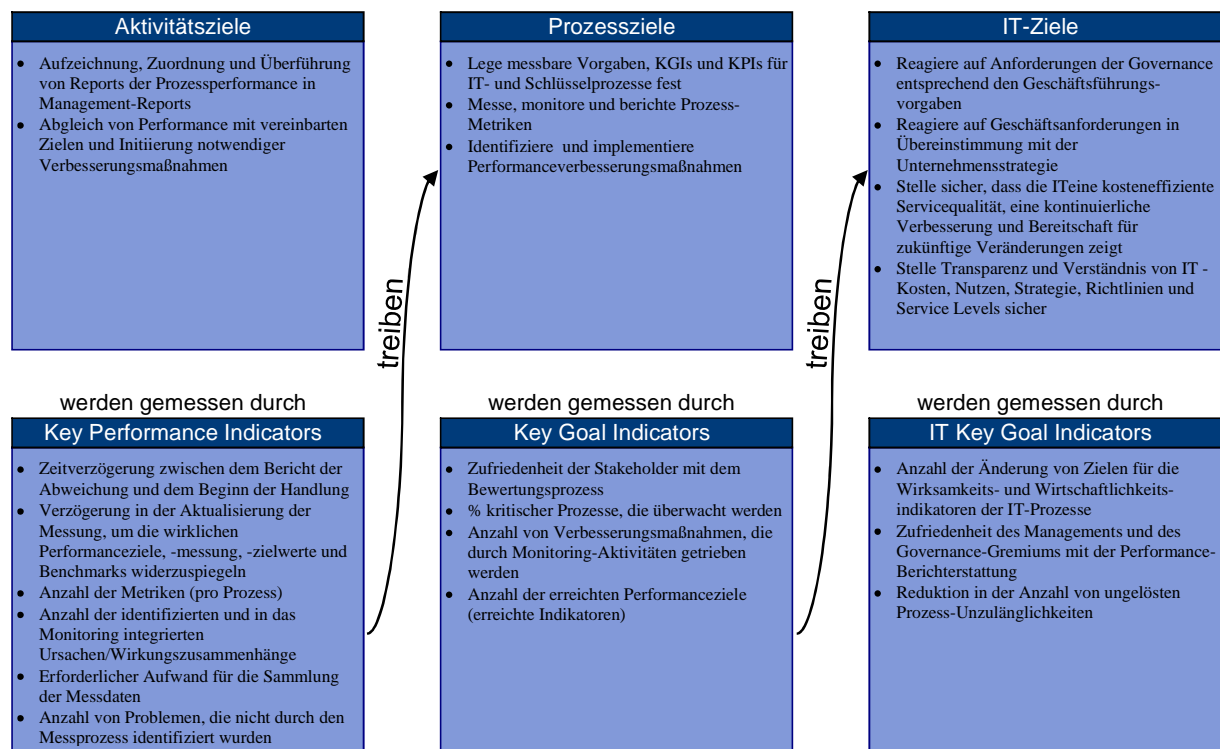 Aktivitätsziele
• Aufzeichnung, Zuordnung und Überführung
von Reports der Prozessperformance in
Management-Reports
• Abgleich von Performance mit vereinbarten
Zielen und Initiierung notwendiger
Verbesserungsmaßnahmen
treiben
Prozessziele
• Lege messbare Vorgaben, KGIs und KPIs für
IT- und Schlüsselprozesse fest
• Messe, monitore und berichte Prozess-
Metriken
• Identifiziere und implementiere
Performanceverbesserungsmaßnahmen
treiben
IT-Ziele
• Reagiere auf Anforderungen der Governance
entsprechend den Geschäftsführungs-
vorgaben
• Reagiere auf Geschäftsanforderungen in
Übereinstimmung mit der
Unternehmensstrategie
• Stelle sicher, dass die ITeine kosteneffiziente
Servicequalität, eine kontinuierliche
Verbesserung und Bereitschaft für
zukünftige Veränderungen zeigt
• Stelle Transparenz und Verständnis von IT -
Kosten, Nutzen, Strategie, Richtlinien und
Service Levels sicher
werden gemessen durch
Key Performance Indicators
• Zeitverzögerung zwischen dem Bericht der
Abweichung und dem Beginn der Handlung
• Verzögerung in der Aktualisierung der
Messung, um die wirklichen
Performanceziele, -messung, -zielwerte und
Benchmarks widerzuspiegeln
• Anzahl der Metriken (pro Prozess)
• Anzahl der identifizierten und in das
Monitoring integrierten
Ursachen/Wirkungszusammenhänge
• Erforderlicher Aufwand für die Sammlung
der Messdaten
• Anzahl von Problemen, die nicht durch den
Messprozess identifiziert wurden
werden gemessen durch
Key Goal Indicators
• Zufriedenheit der Stakeholder mit dem
Bewertungsprozess
• % kritischer Prozesse, die überwacht werden
• Anzahl von Verbesserungsmaßnahmen, die
durch Monitoring-Aktivitäten getrieben
werden
• Anzahl der erreichten Performanceziele
(erreichte Indikatoren)
werden gemessen durch
IT Key Goal Indicators
• Anzahl der Änderung von Zielen für die
Wirksamkeits- und Wirtschaftlichkeits-
indikatoren der IT-Prozesse
• Zufriedenheit des Managements und des
Governance-Gremiums mit der Performance-
Berichterstattung
• Reduktion in der Anzahl von ungelösten
Prozess-Unzulänglichkeiten